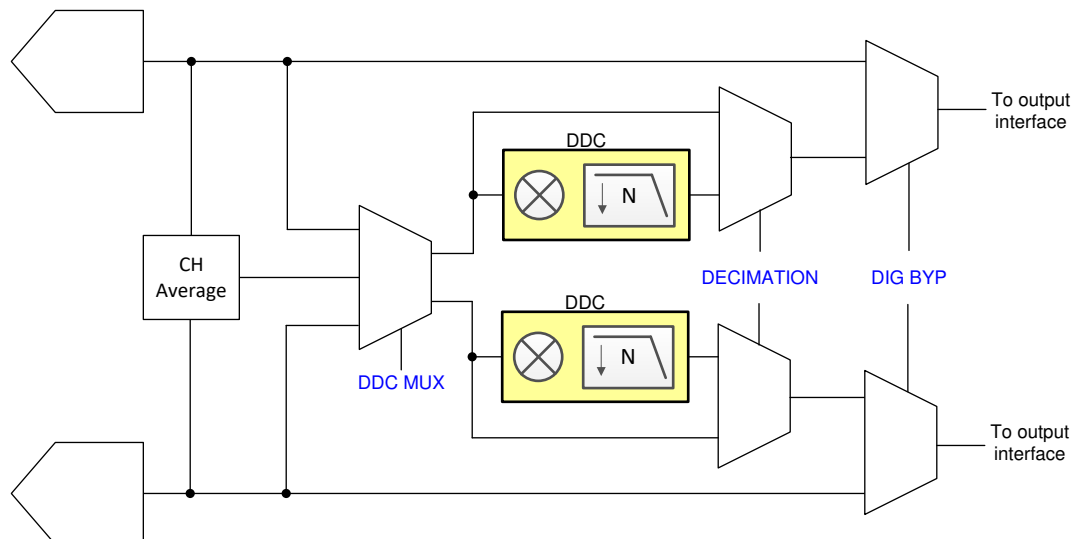 To output
interface
DDC
N
CH
Average
DECIMATION
DIG BYP
DDC
N
DDC MUX
To output
interface